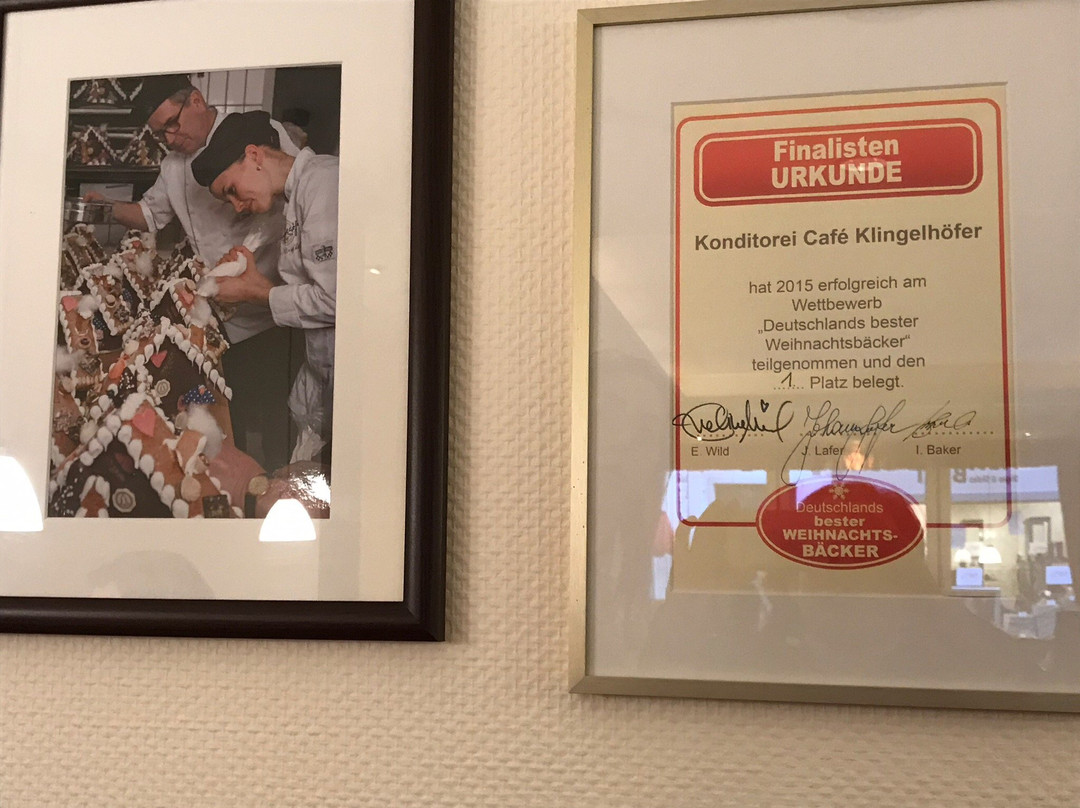 Finalisten
URKUNDE
Konditorei Café Klingelhöfer
hat 2015 erfolgreich am
Wettbewerb
„Deutschlands bester
Weihnachtsbäcker“
teilgenommen und den
...1... Platz belegt.
E. Wild J. Lafer I. Baker
Deutschlands
bester
WEIHNACHTS-
BÄCKER